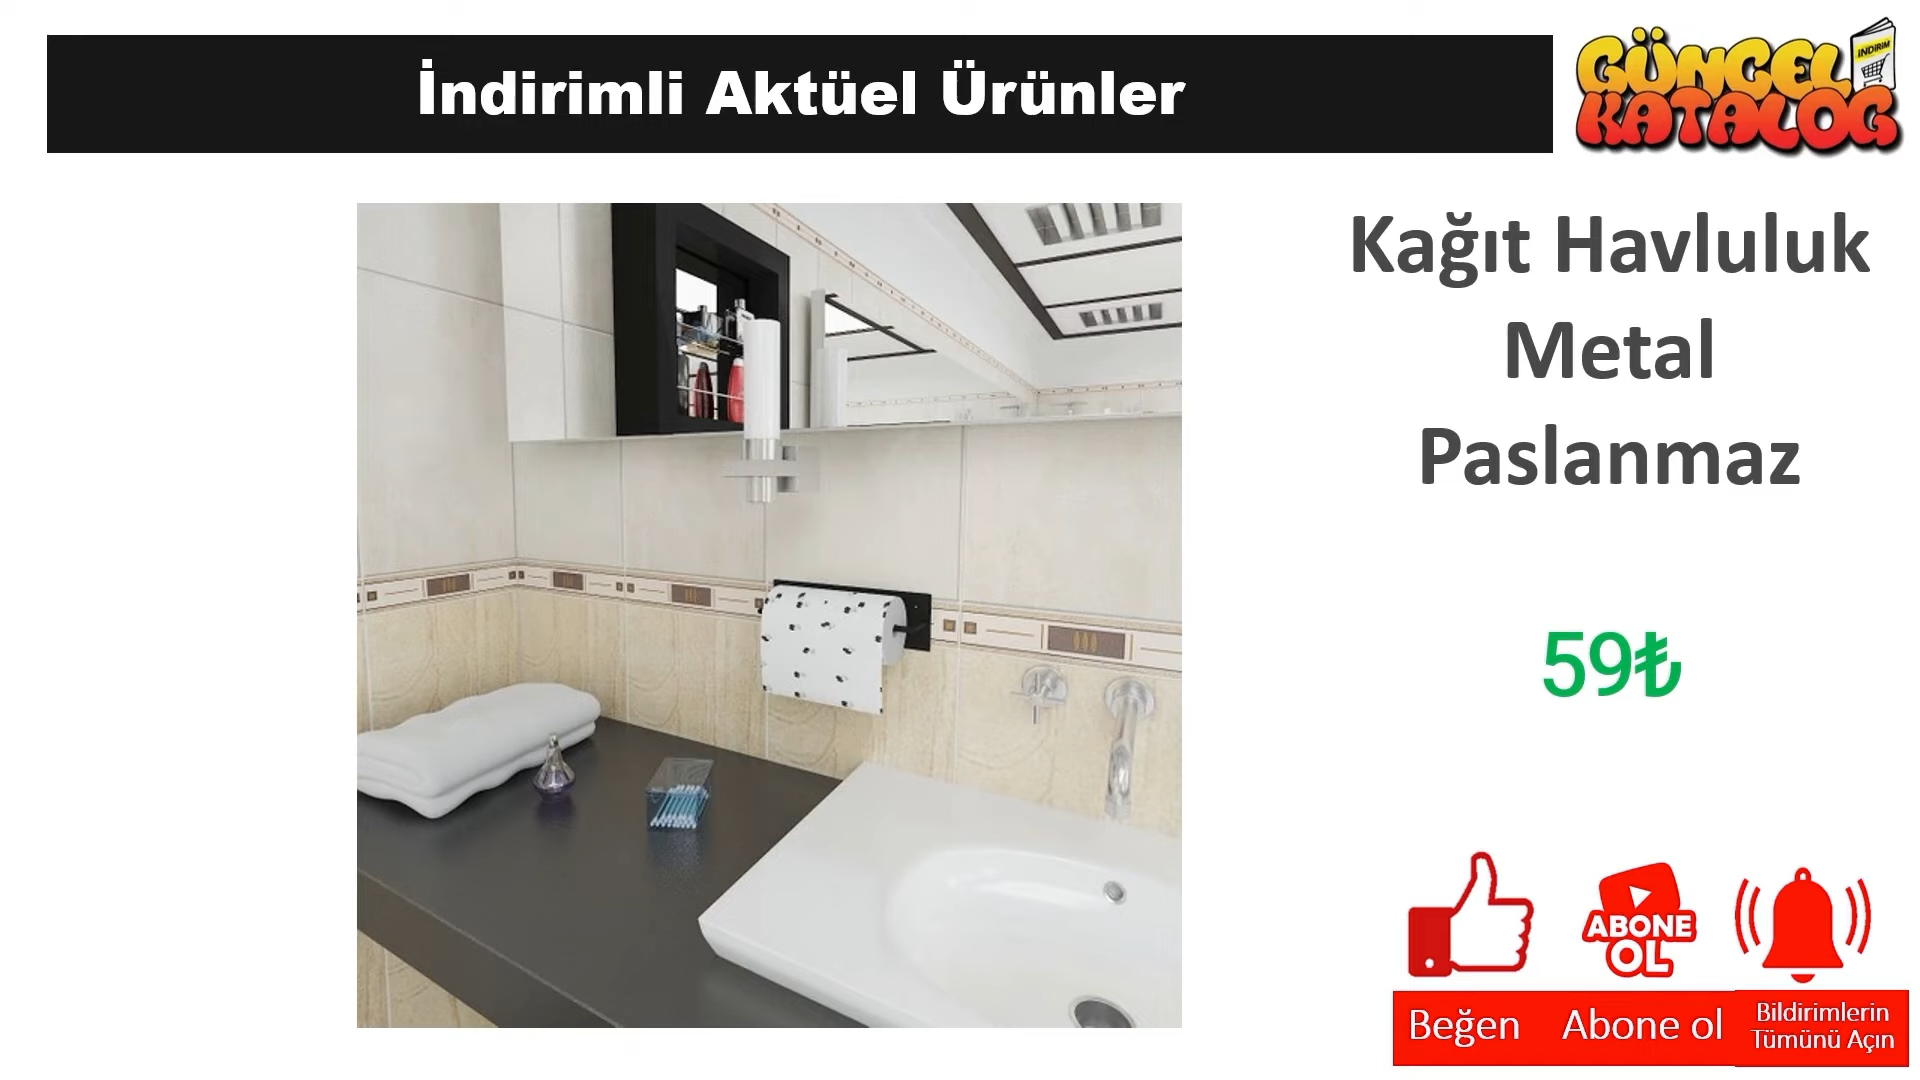 İndirimli Aktüel Ürünler
GÜNCEL
KATALOG
İNDİRİM
Kağıt Havluluk
Metal
Paslanmaz
59₺
ABONE
OL
Beğen
Abone ol
Bildirimlerin
Tümünü Açın